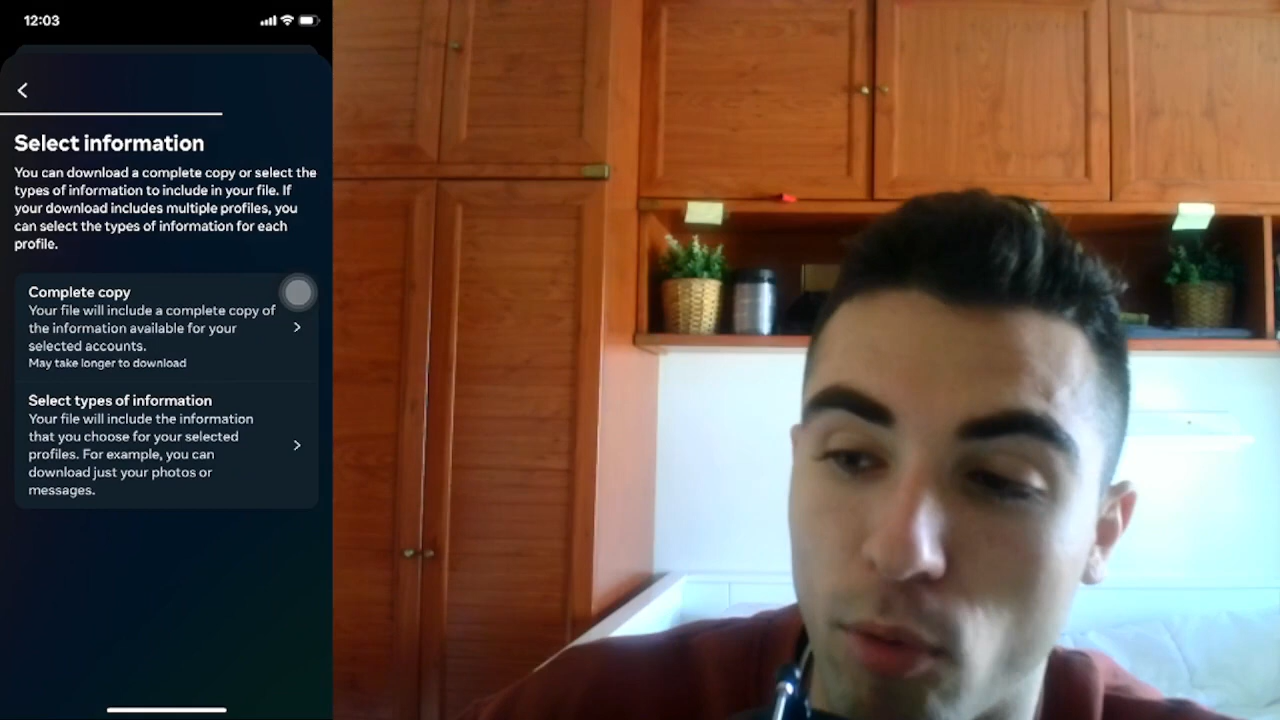 12:03
Select information
You can download a complete copy or select the
types of information to include in your file. If
your download includes multiple profiles, you
can select the types of information for each
profile.
Complete copy
Your file will include a complete copy of
the information available for your
selected accounts.
May take longer to download
Select types of information
Your file will include the information
that you choose for your selected
profiles. For example, you can
download just your photos or
messages.